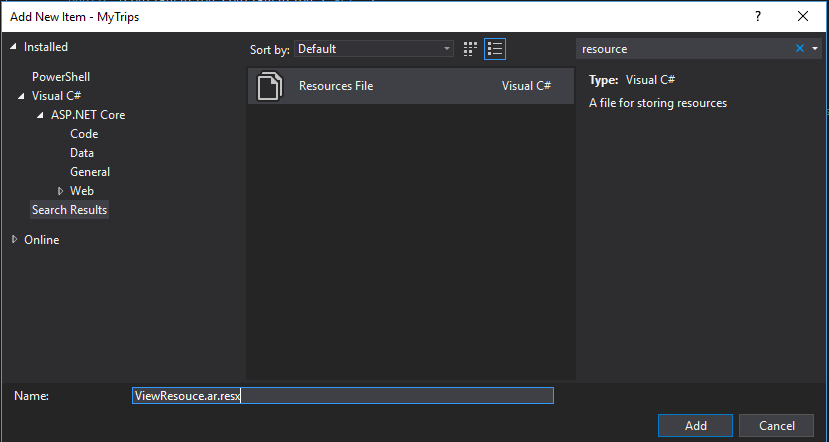 Add New Item - MyTrips
Installed
PowerShell
Visual C#
ASP.NET Core
Code
Data
General
Web
Search Results
Online
Sort by: Default
Resources File Visual C#
resource
Type: Visual C#
A file for storing resources
Name: ViewResouce.ar.resx
Add Cancel